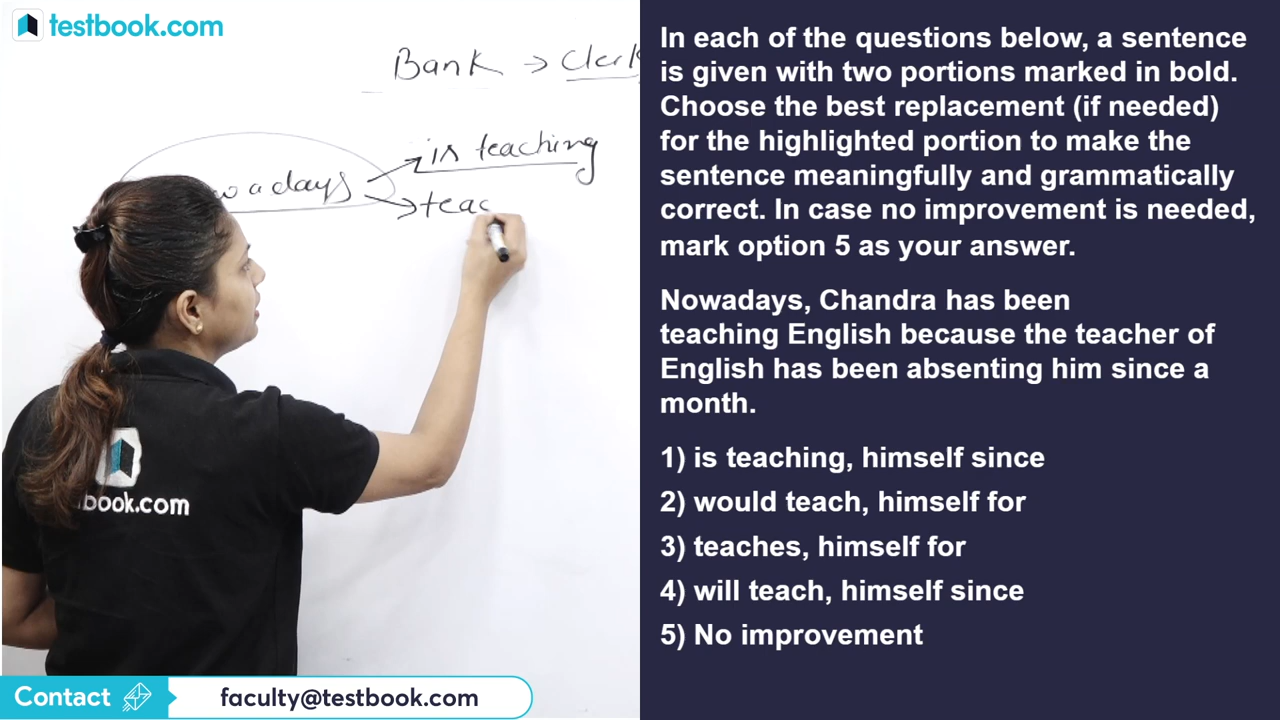 testbook.com
Bank → Clerk
wadays → is teaching
→ teac
book.com
In each of the questions below, a sentence
is given with two portions marked in bold.
Choose the best replacement (if needed)
for the highlighted portion to make the
sentence meaningfully and grammatically
correct. In case no improvement is needed,
mark option 5 as your answer.
Nowadays, Chandra has been
teaching English because the teacher of
English has been absenting him since a
month.
1) is teaching, himself since
2) would teach, himself for
3) teaches, himself for
4) will teach, himself since
5) No improvement
Contact
faculty@testbook.com